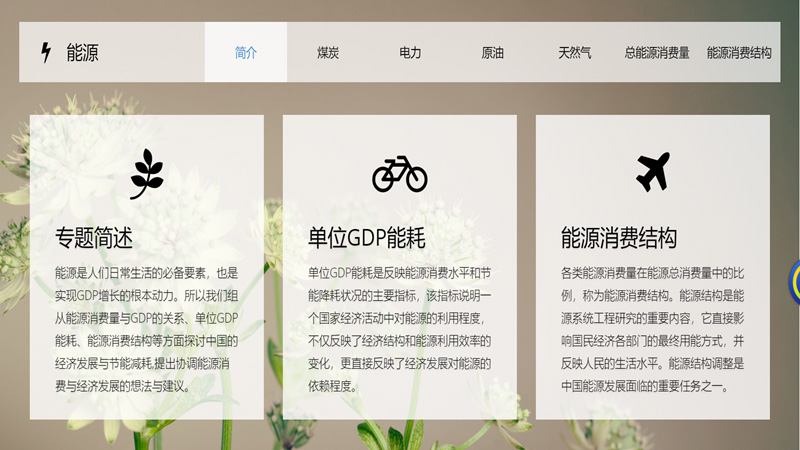 能源
简介
煤炭
电力
原油
天然气
总能源消费量
能源消费结构
专题简述
能源是人们日常生活的必备要素，也是
实现GDP增长的根本动力。所以我们组
从能源消费量与GDP的关系、单位GDP
能耗、能源消费结构等方面探讨中国的
经济发展与节能减耗,提出协调能源消
费与经济发展的想法与建议。
单位GDP能耗
单位GDP能耗是反映能源消费水平和节
能降耗状况的主要指标，该指标说明一
个国家经济活动中对能源的利用程度，
不仅反映了经济结构和能源利用效率的
变化，更直接反映了经济发展对能源的
依赖程度。
能源消费结构
各类能源消费量在能源总消费量中的比
例，称为能源消费结构。能源结构是能
源系统工程研究的重要内容，它直接影
响国民经济各部门的最终用能方式，并
反映人民的生活水平。能源结构调整是
中国能源发展面临的重要任务之一。